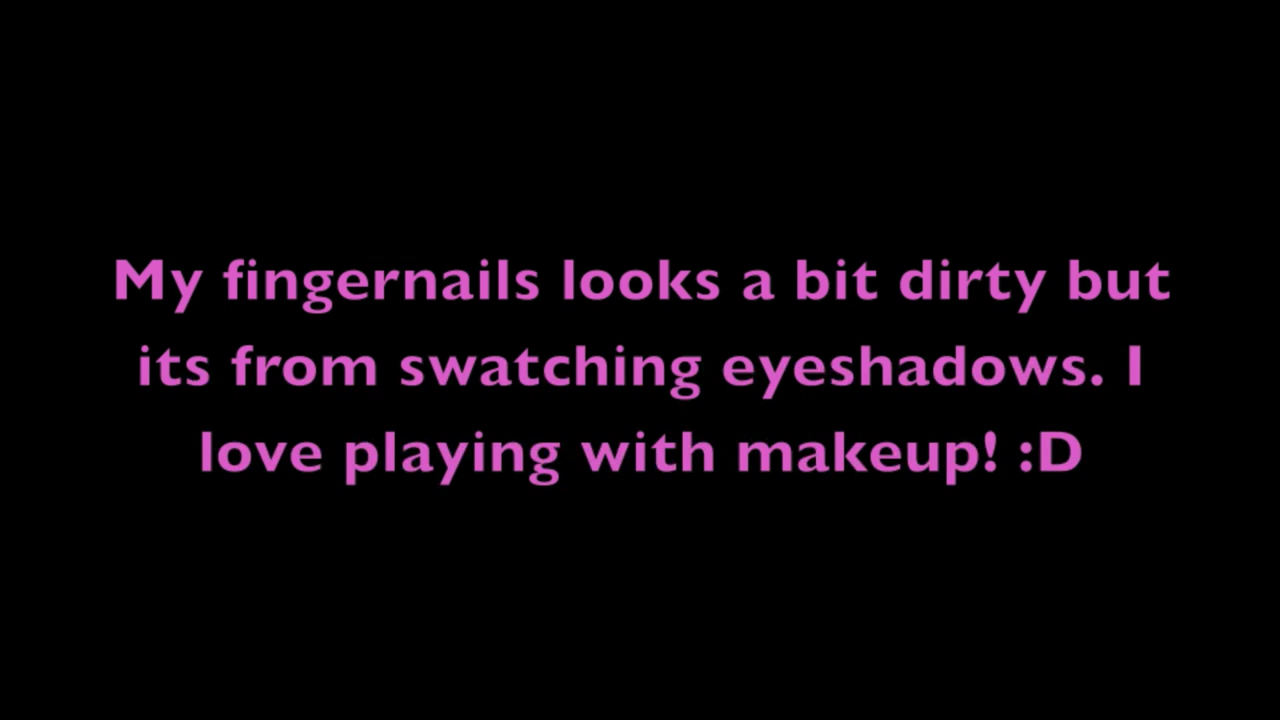 My fingernails looks a bit dirty but
its from swatching eyeshadows. I
love playing with makeup! :D